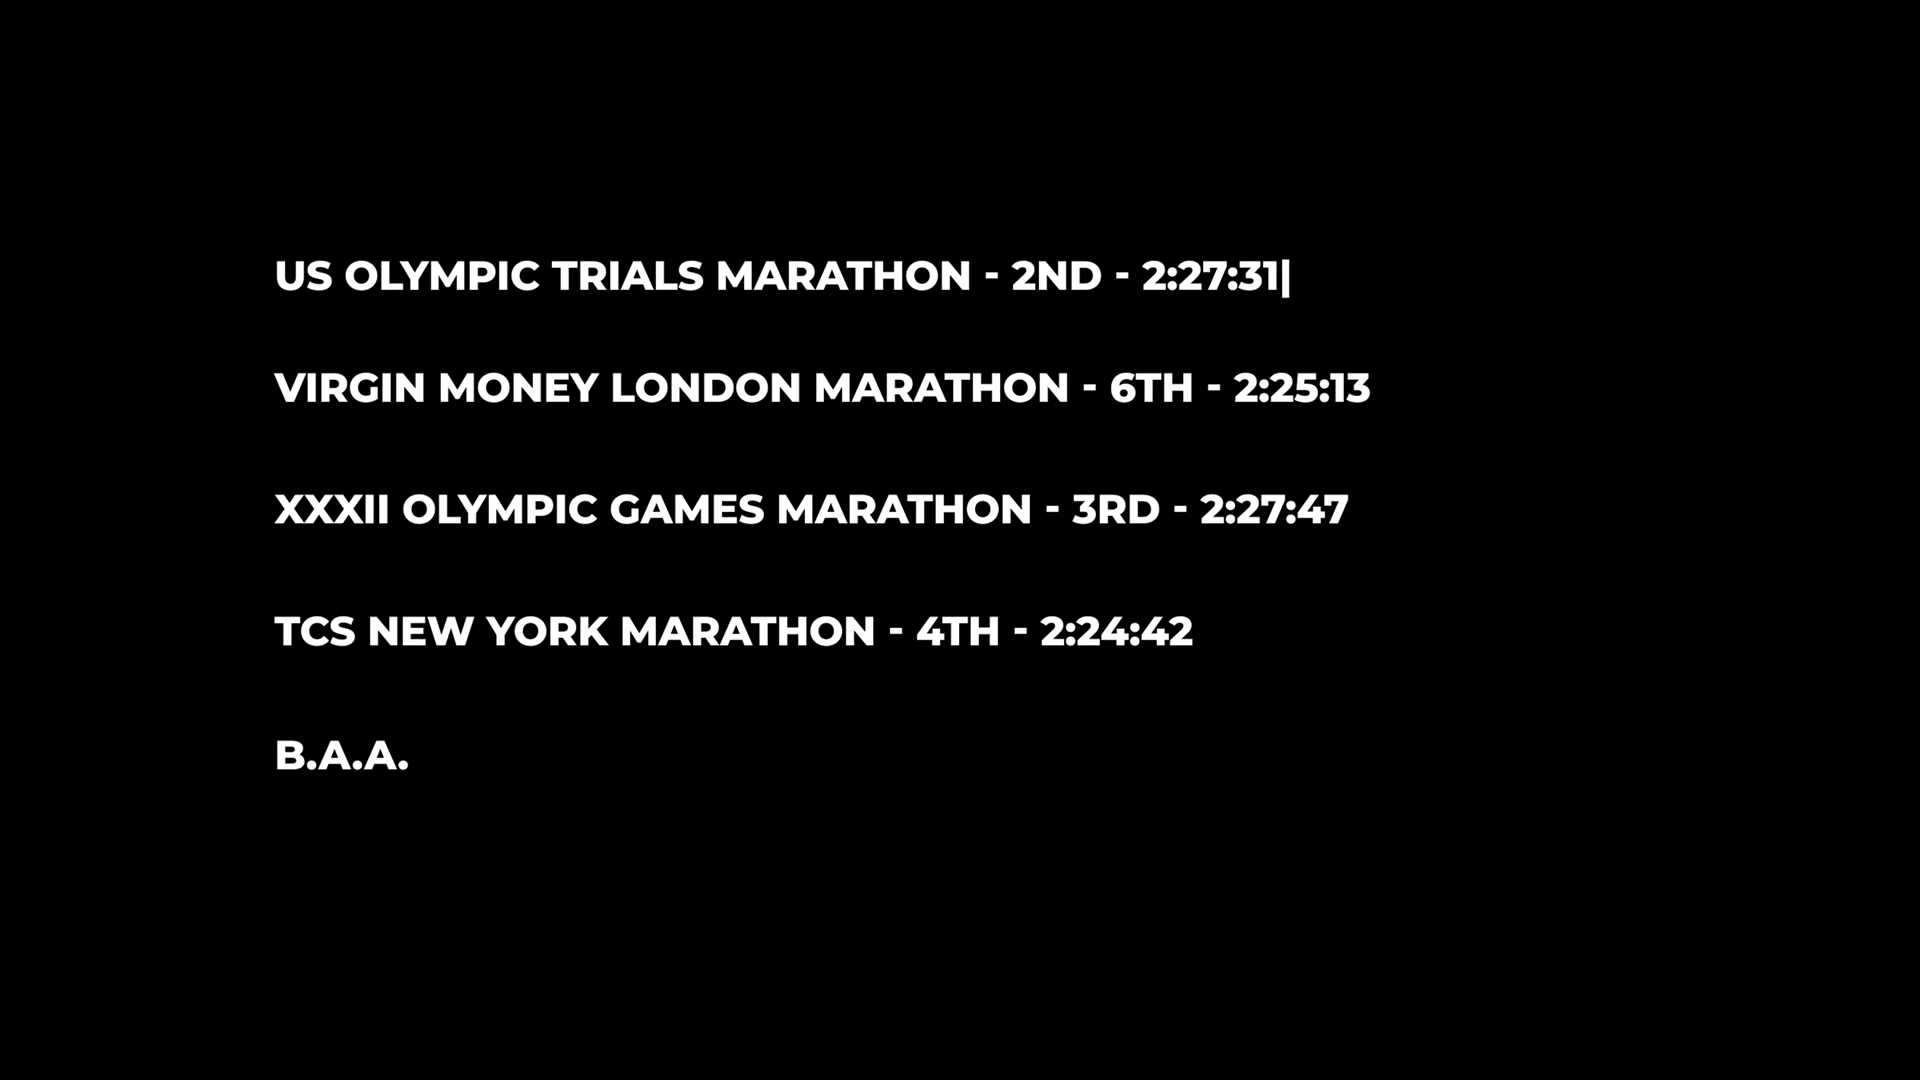 US OLYMPIC TRIALS MARATHON - 2ND - 2:27:31|
VIRGIN MONEY LONDON MARATHON - 6TH - 2:25:13
XXXII OLYMPIC GAMES MARATHON - 3RD - 2:27:47
TCS NEW YORK MARATHON - 4TH - 2:24:42
B.A.A.